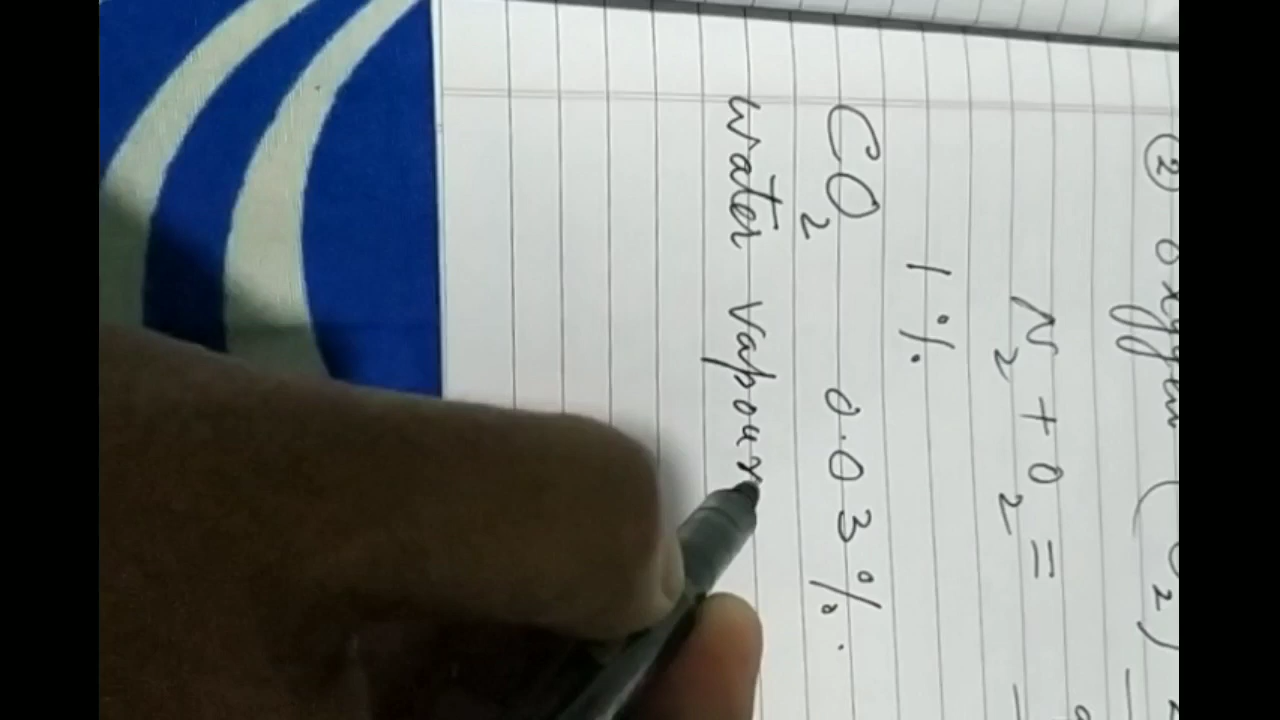 ② Oxygen (O2)
N2 + O2 =
1%.
CO2 0.03%.
water vapour